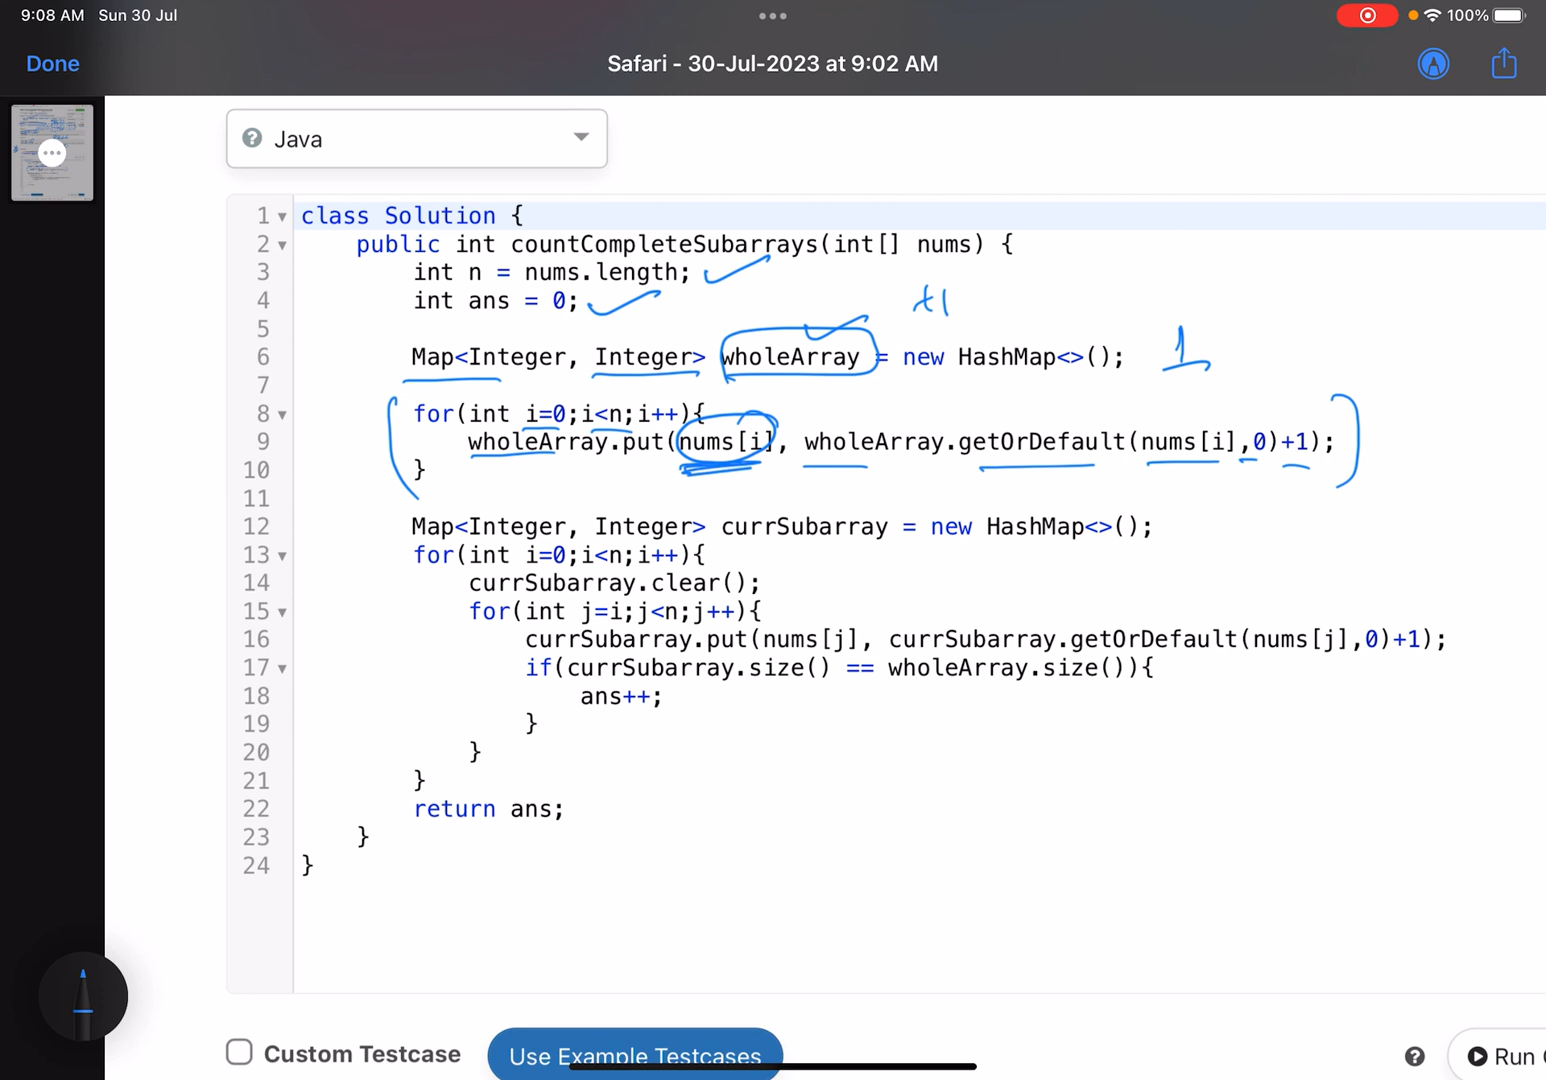 9:08 AM Sun 30 Jul
100%
Done
Safari - 30-Jul-2023 at 9:02 AM
Java
1 class Solution {
2 public int countCompleteSubarrays(int[] nums) {
3 int n = nums.length;
4 int ans = 0;
+1
5
6 Map<Integer, Integer> wholeArray = new HashMap<>();
1
7
8 for(int i=0;i<n;i++){
9 wholeArray.put(nums[i], wholeArray.getOrDefault(nums[i],0)+1);
10 }
11
12 Map<Integer, Integer> currSubarray = new HashMap<>();
13 for(int i=0;i<n;i++){
14 currSubarray.clear();
15 for(int j=i;j<n;j++){
16 currSubarray.put(nums[j], currSubarray.getOrDefault(nums[j],0)+1);
17 if(currSubarray.size() == wholeArray.size()){
18 ans++;
19 }
20 }
21 }
22 return ans;
23 }
24 }
Custom Testcase
Use Example Testcases
Run